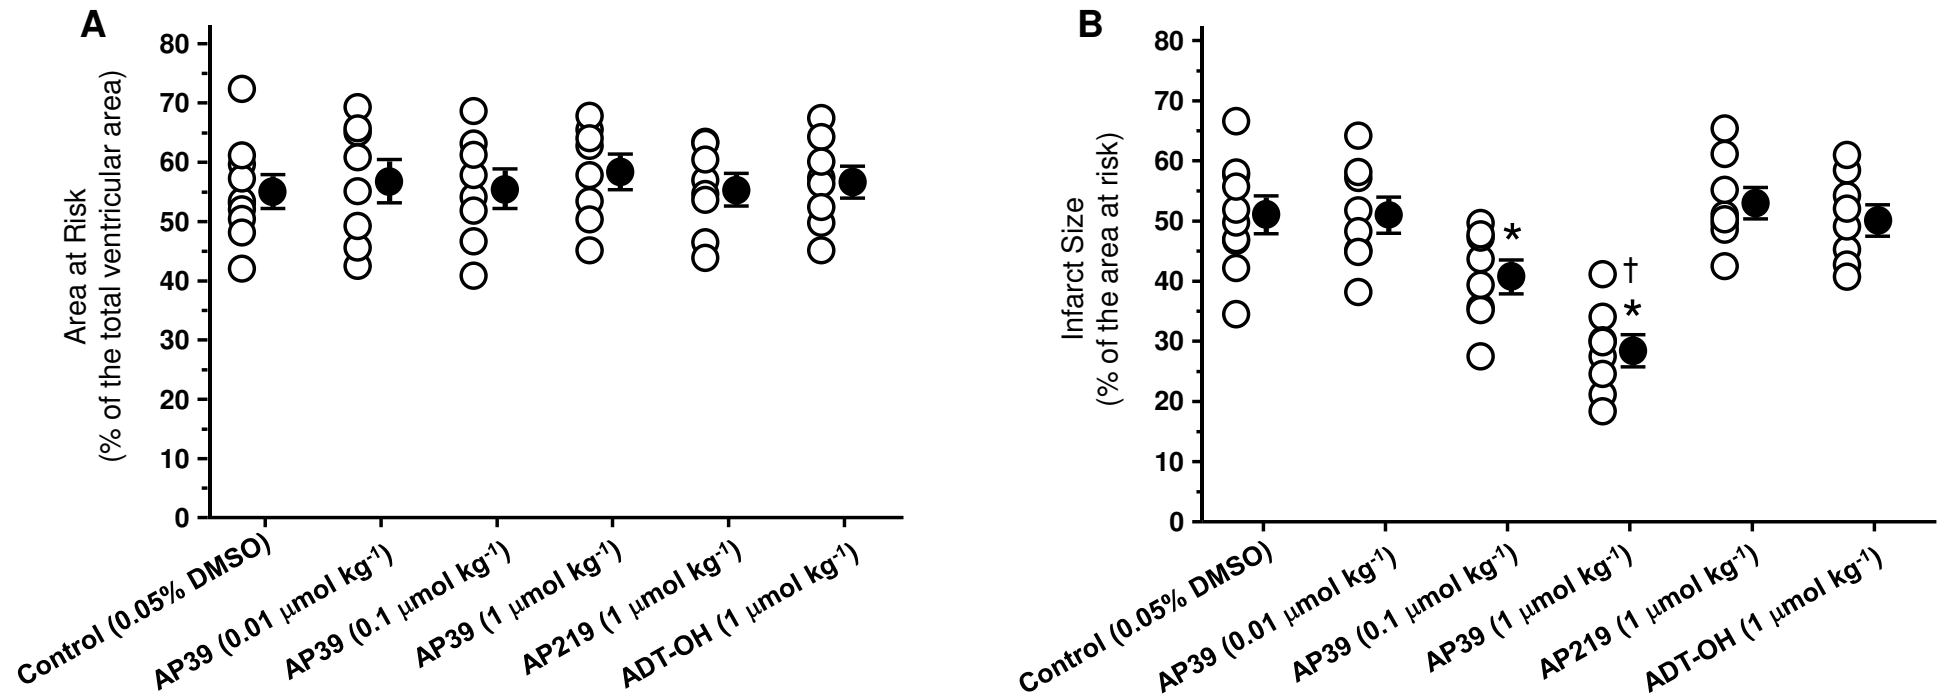 A
Area at Risk
(% of the total ventricular area)
80
70
60
50
40
30
20
10
0
Control (0.05% DMSO)
AP39 (0.01 μmol kg⁻¹)
AP39 (0.1 μmol kg⁻¹)
AP39 (1 μmol kg⁻¹)
AP219 (1 μmol kg⁻¹)
ADT-OH (1 μmol kg⁻¹)
B
Infarct Size
(% of the area at risk)
80
70
60
50
40
30
20
10
0
*
†
*
Control (0.05% DMSO)
AP39 (0.01 μmol kg⁻¹)
AP39 (0.1 μmol kg⁻¹)
AP39 (1 μmol kg⁻¹)
AP219 (1 μmol kg⁻¹)
ADT-OH (1 μmol kg⁻¹)